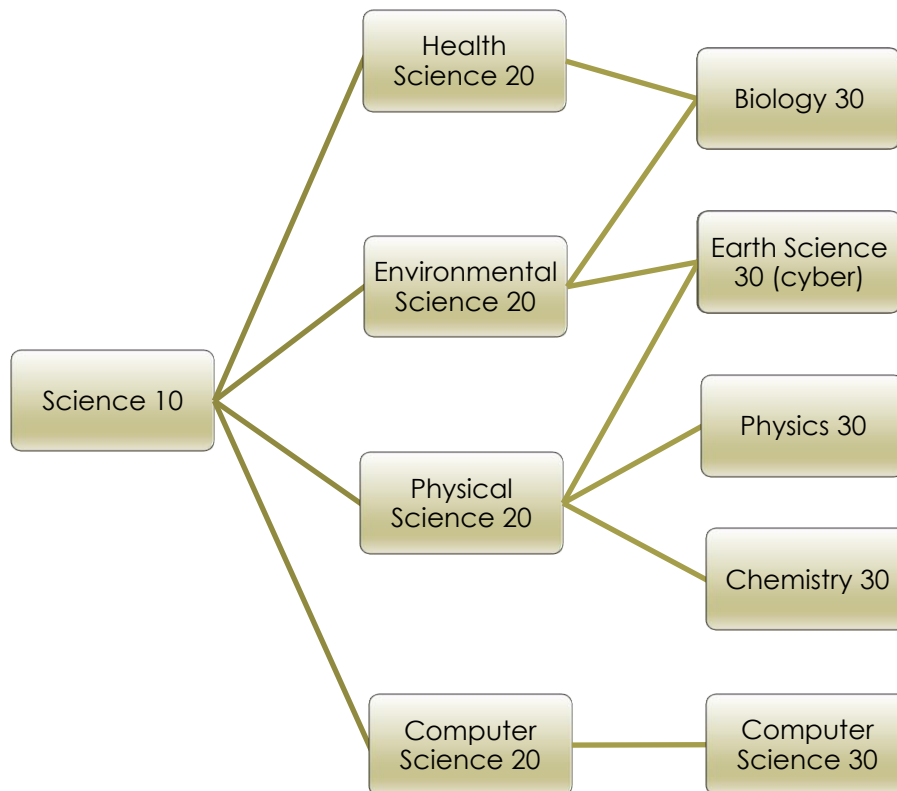 Health
Science 20
Biology 30
Environmental
Science 20
Earth Science
30 (cyber)
Science 10
Physics 30
Physical
Science 20
Chemistry 30
Computer
Science 20
Computer
Science 30